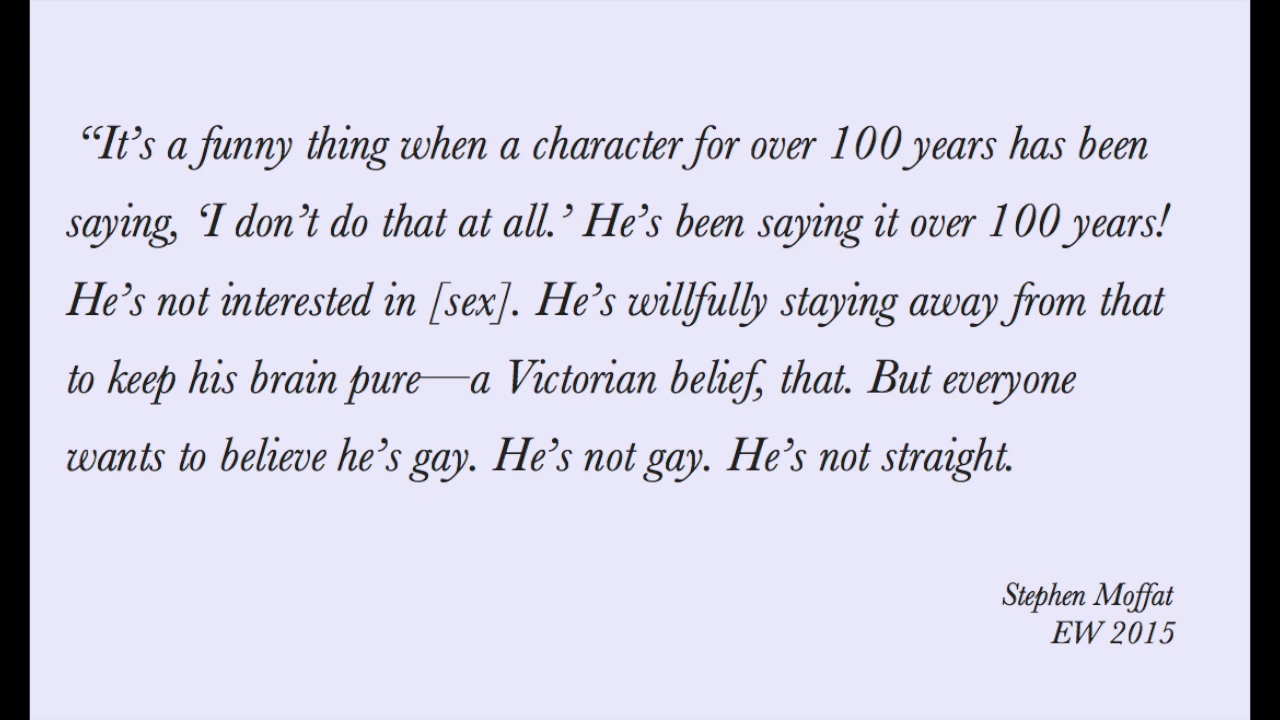 “It’s a funny thing when a character for over 100 years has been
saying, ‘I don’t do that at all.’ He’s been saying it over 100 years!
He’s not interested in [sex]. He’s willfully staying away from that
to keep his brain pure—a Victorian belief, that. But everyone
wants to believe he’s gay. He’s not gay. He’s not straight.
Stephen Moffat
EW 2015